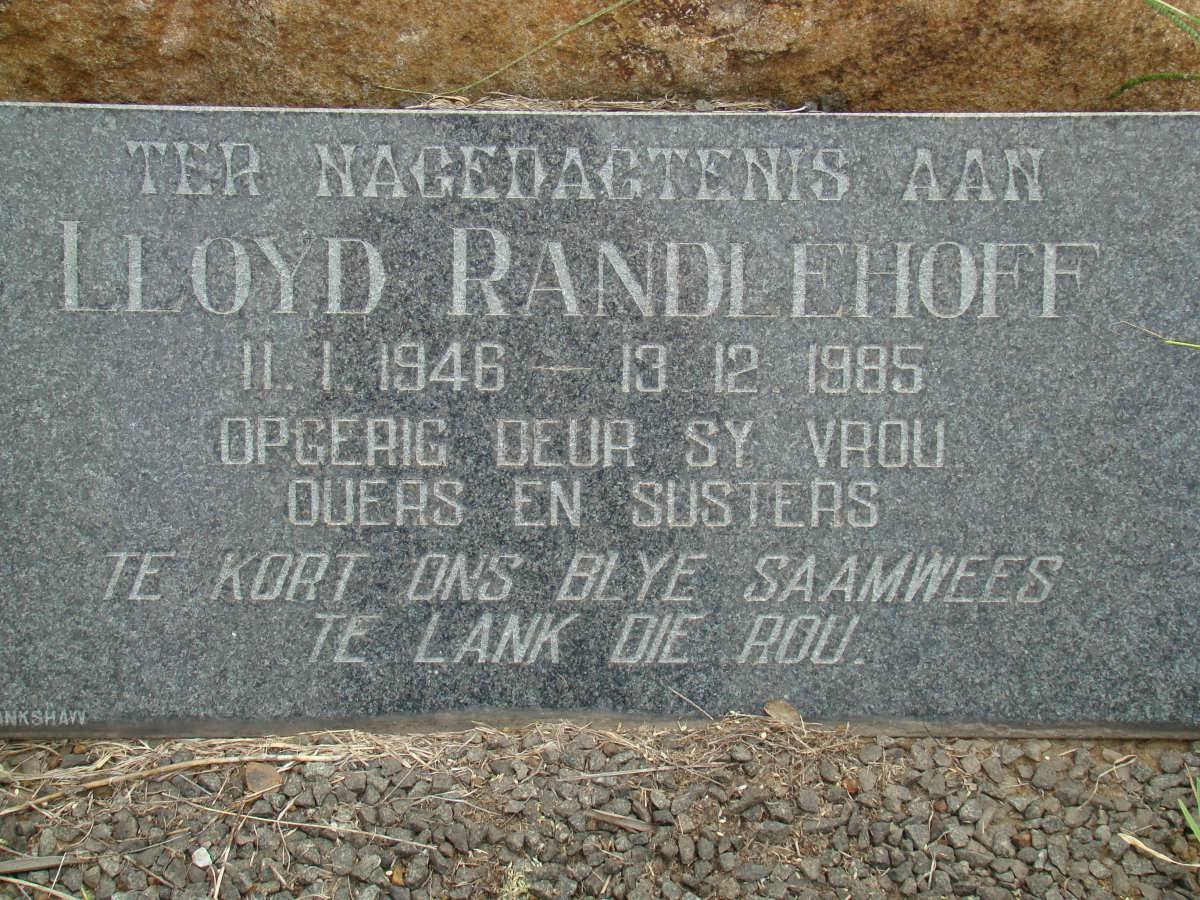 TER NAGEDAGTENIS AAN
LLOYD RANDLEHOFF
11. 1. 1946 — 13. 12. 1985
OPGERIG DEUR SY VROU
OUERS EN SUSTERS
TE KORT ONS BLYE SAAMWEES
TE LANK DIE ROU.
ANKSHAW